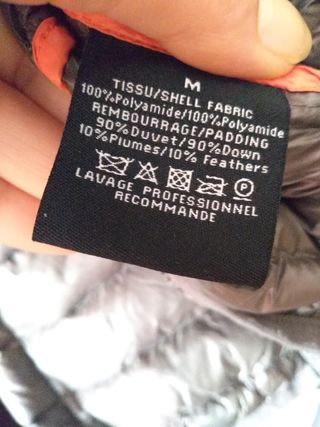 M
TISSU/SHELL FABRIC
100%Polyamide/100%Polyamide
REMBOURRAGE/PADDING
90%Duvet/90%Down
10%Plumes/10% Feathers
P
LAVAGE PROFESSIONNEL
RECOMMANDE